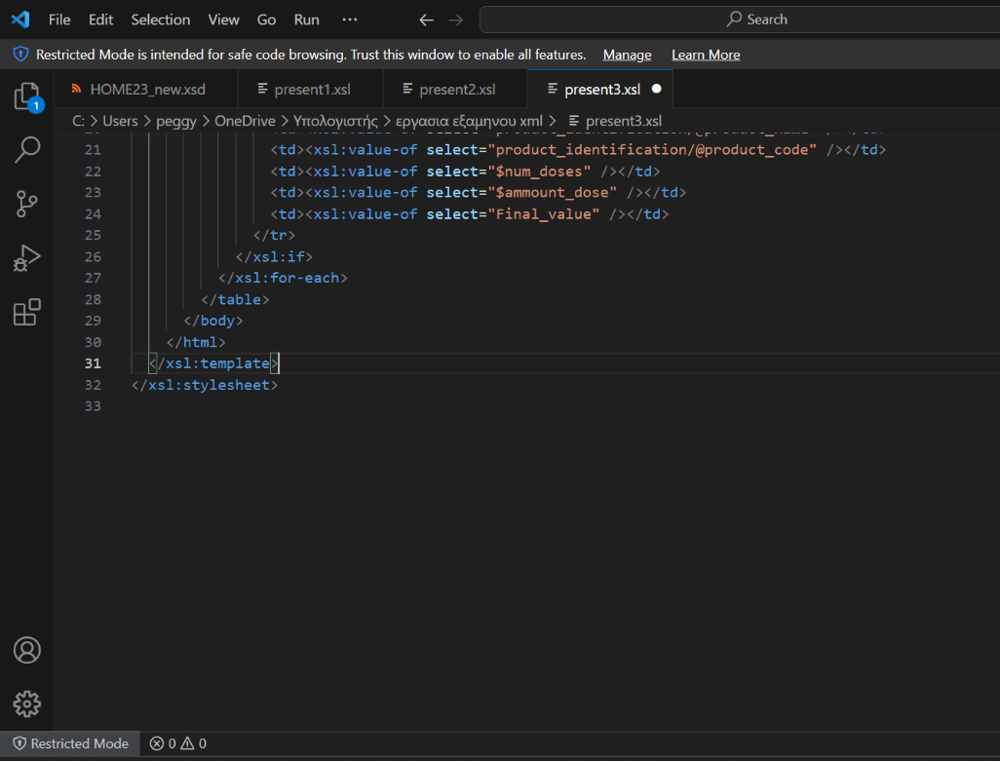 File Edit Selection View Go Run ··· ← → Search
Restricted Mode is intended for safe code browsing. Trust this window to enable all features. Manage Learn More
HOME23_new.xsd present1.xsl present2.xsl present3.xsl ●
1
C: > Users > peggy > OneDrive > Υπολογιστής > εργασια εξαμηνου xml > present3.xsl
21 <td><xsl:value-of select="product_identification/@product_code" /></td>
22 <td><xsl:value-of select="$num_doses" /></td>
23 <td><xsl:value-of select="$ammount_dose" /></td>
24 <td><xsl:value-of select="Final_value" /></td>
25 </tr>
26 </xsl:if>
27 </xsl:for-each>
28 </table>
29 </body>
30 </html>
31 </xsl:template>
32 </xsl:stylesheet>
33
Restricted Mode 0 0